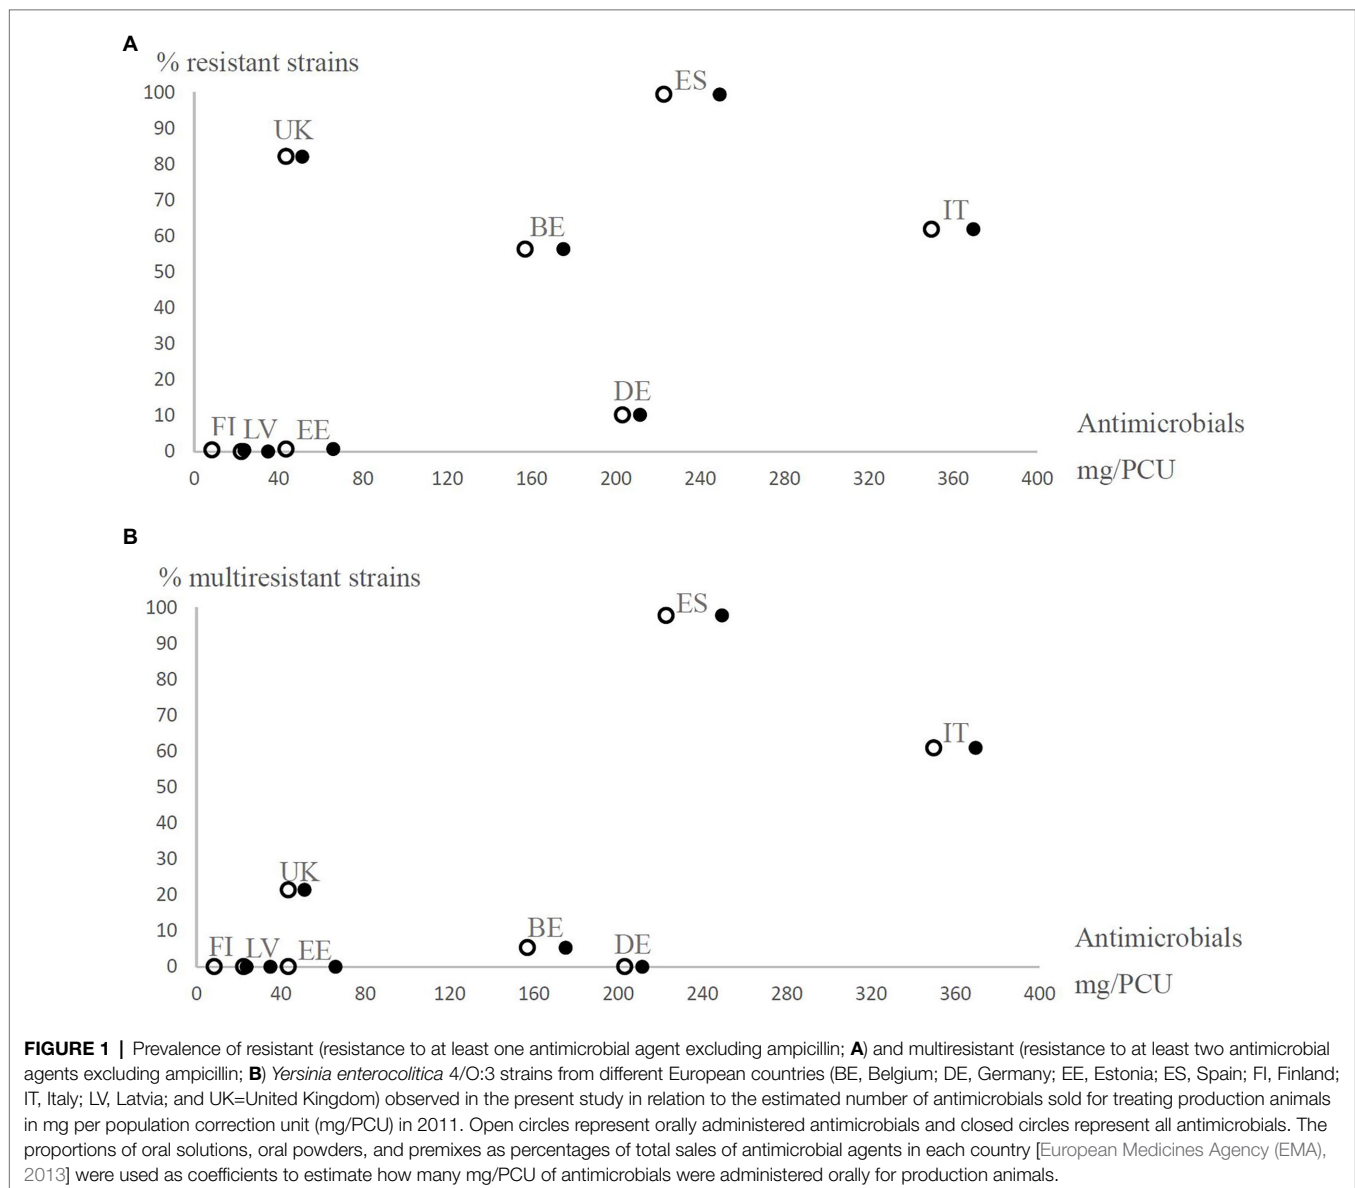 A
% resistant strains
100
90
80
70
60
50
40
30
20
10
0
ES
UK
IT
BE
DE
FI LV EE
0 40 80 120 160 200 240 280 320 360 400
Antimicrobials
mg/PCU
B
% multiresistant strains
100
90
80
70
60
50
40
30
20
10
0
ES
IT
UK
BE
FI LV EE DE
0 40 80 120 160 200 240 280 320 360 400
Antimicrobials
mg/PCU
FIGURE 1 | Prevalence of resistant (resistance to at least one antimicrobial agent excluding ampicillin; A) and multiresistant (resistance to at least two antimicrobial
agents excluding ampicillin; B) Yersinia enterocolitica 4/O:3 strains from different European countries (BE, Belgium; DE, Germany; EE, Estonia; ES, Spain; FI, Finland;
IT, Italy; LV, Latvia; and UK=United Kingdom) observed in the present study in relation to the estimated number of antimicrobials sold for treating production animals
in mg per population correction unit (mg/PCU) in 2011. Open circles represent orally administered antimicrobials and closed circles represent all antimicrobials. The
proportions of oral solutions, oral powders, and premixes as percentages of total sales of antimicrobial agents in each country [European Medicines Agency (EMA),
2013] were used as coefficients to estimate how many mg/PCU of antimicrobials were administered orally for production animals.